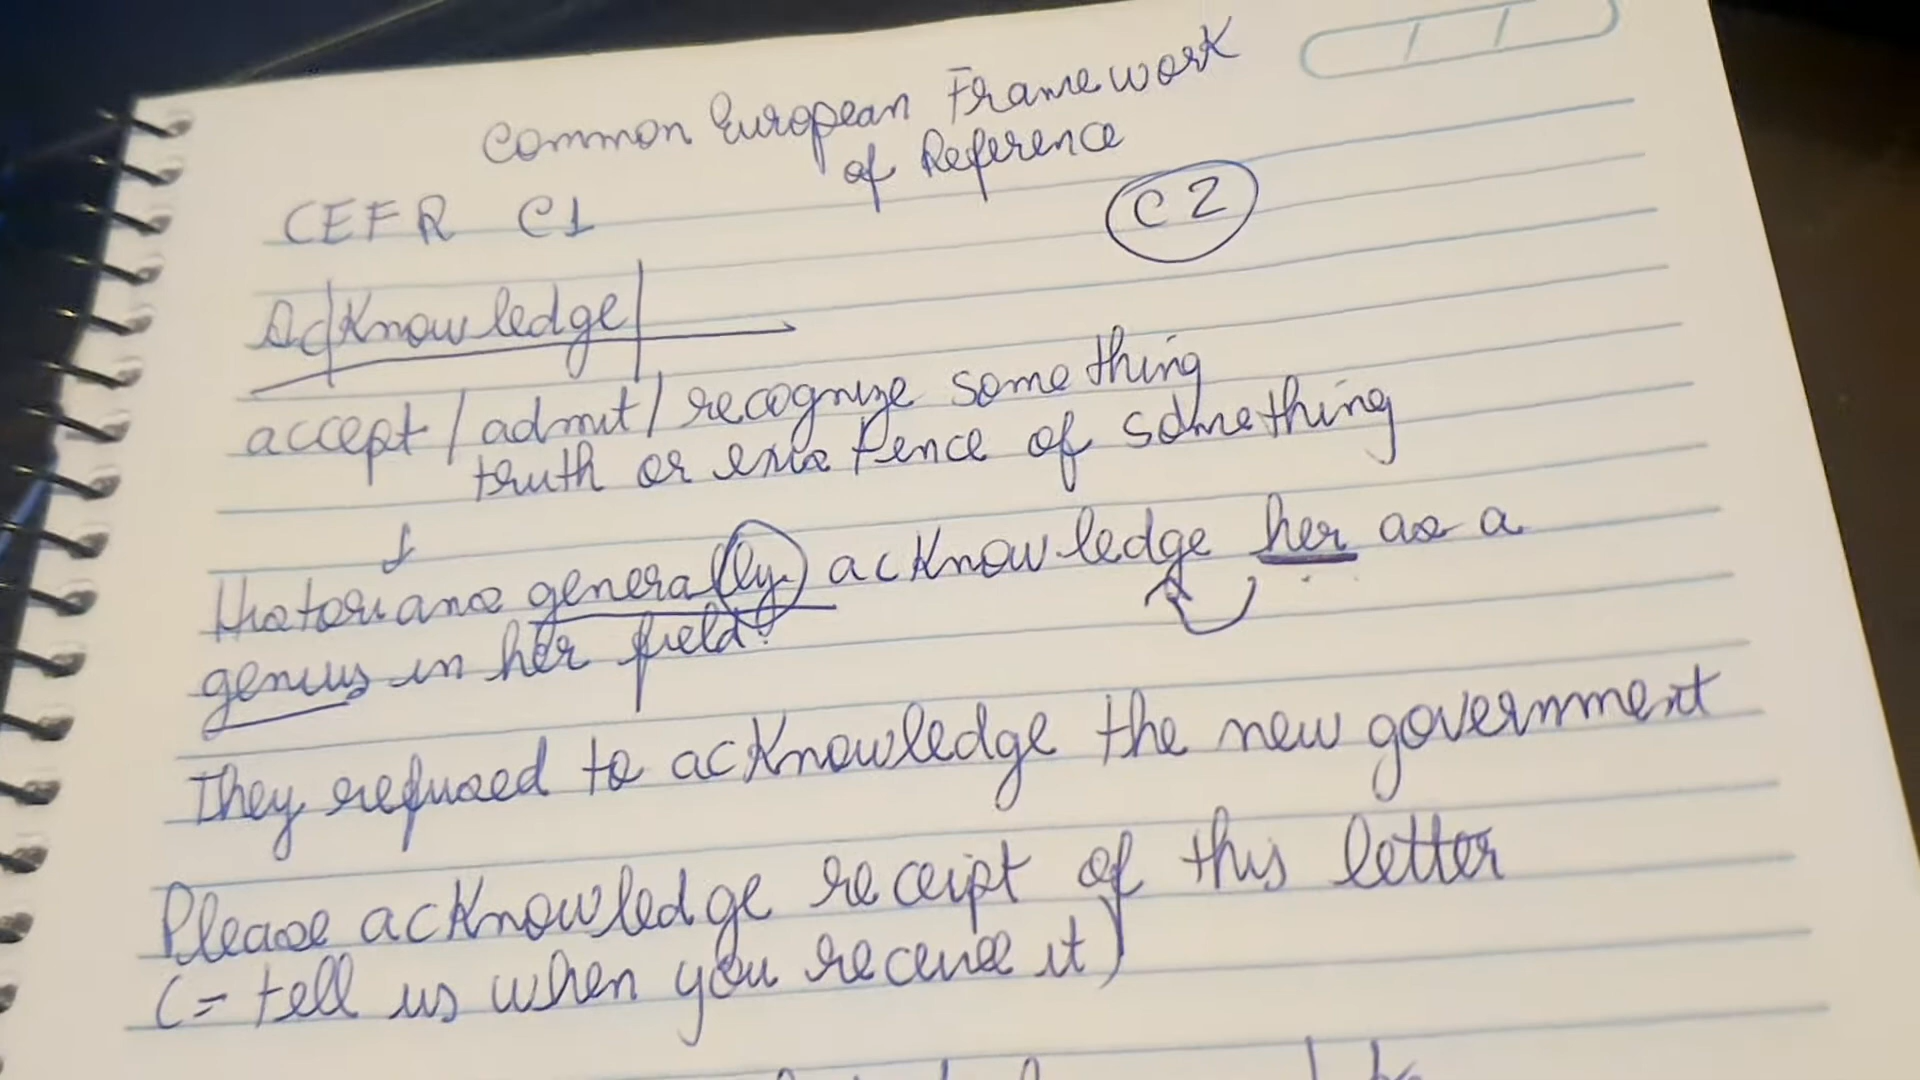 Common European Framework
of Reference
CEFR C1
C2
Acknowledge
accept / admit / recognize something
truth or existence of something
Historians generally acknowledge her as a
genius in her field.
They refused to acknowledge the new government
Please acknowledge receipt of this letter
(= tell us when you receive it)